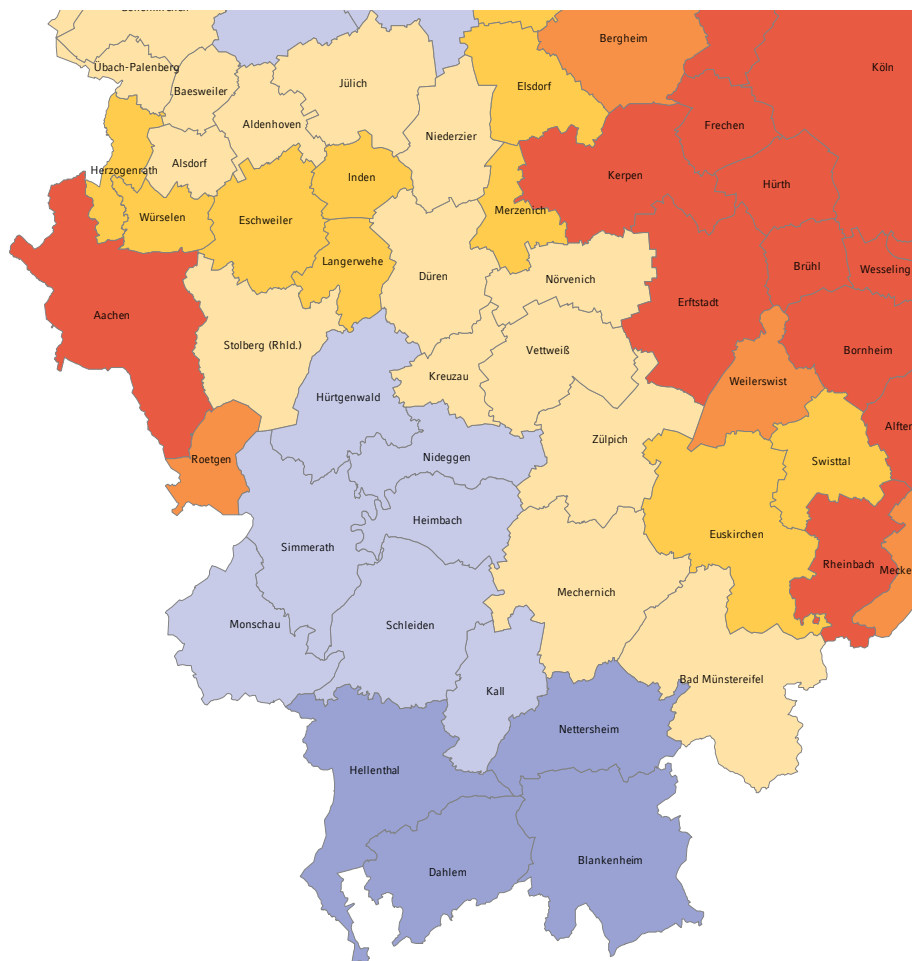 Bergheim
Köln
Übach-Palenberg
Jülich
Elsdorf
Baesweiler
Aldenhoven
Frechen
Niederzier
Alsdorf
Herzogenrath
Inden
Kerpen
Hürth
Würselen
Eschweiler
Merzenich
Langerwehe
Düren
Nörvenich
Brühl
Wesseling
Aachen
Erftstadt
Stolberg (Rhld.)
Vettweiß
Bornheim
Kreuzau
Weilerswist
Hürtgenwald
Zülpich
Alfter
Roetgen
Nideggen
Swisttal
Heimbach
Euskirchen
Simmerath
Rheinbach
Mecke
Mechernich
Monschau
Schleiden
Bad Münstereifel
Kall
Nettersheim
Hellenthal
Blankenheim
Dahlem